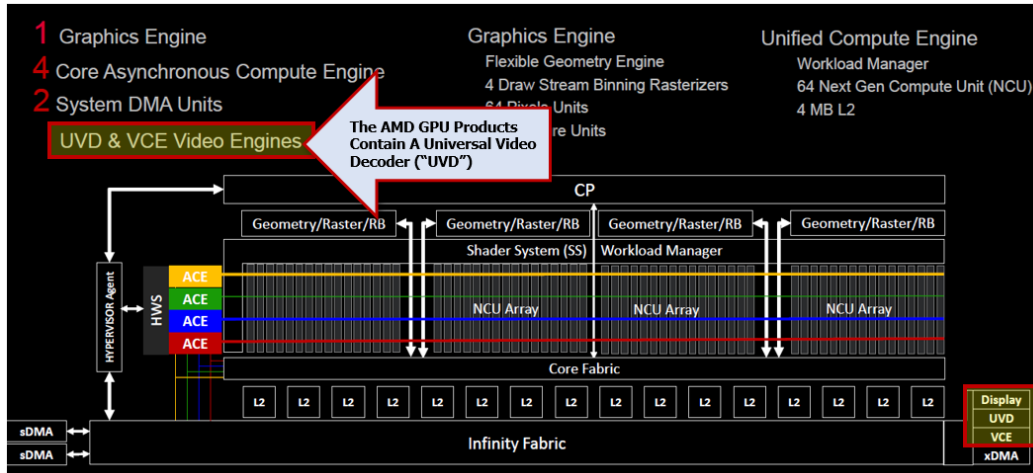 1 Graphics Engine
4 Core Asynchronous Compute Engine
2 System DMA Units
UVD & VCE Video Engines
The AMD GPU Products
Contain A Universal Video
Decoder ("UVD")
Graphics Engine
Flexible Geometry Engine
4 Draw Stream Binning Rasterizers
64 Pixels Units
Units
Unified Compute Engine
Workload Manager
64 Next Gen Compute Unit (NCU)
4 MB L2
CP
Geometry/Raster/RB
Geometry/Raster/RB
Geometry/Raster/RB
Geometry/Raster/RB
Shader System (SS) Workload Manager
HYPERVISOR Agent
HWS
ACE
ACE
ACE
ACE
NCU Array
NCU Array
NCU Array
Core Fabric
L2 L2 L2 L2 L2 L2 L2 L2 L2 L2 L2 L2 L2 L2 L2 L2
sDMA
sDMA
Infinity Fabric
Display
UVD
VCE
xDMA